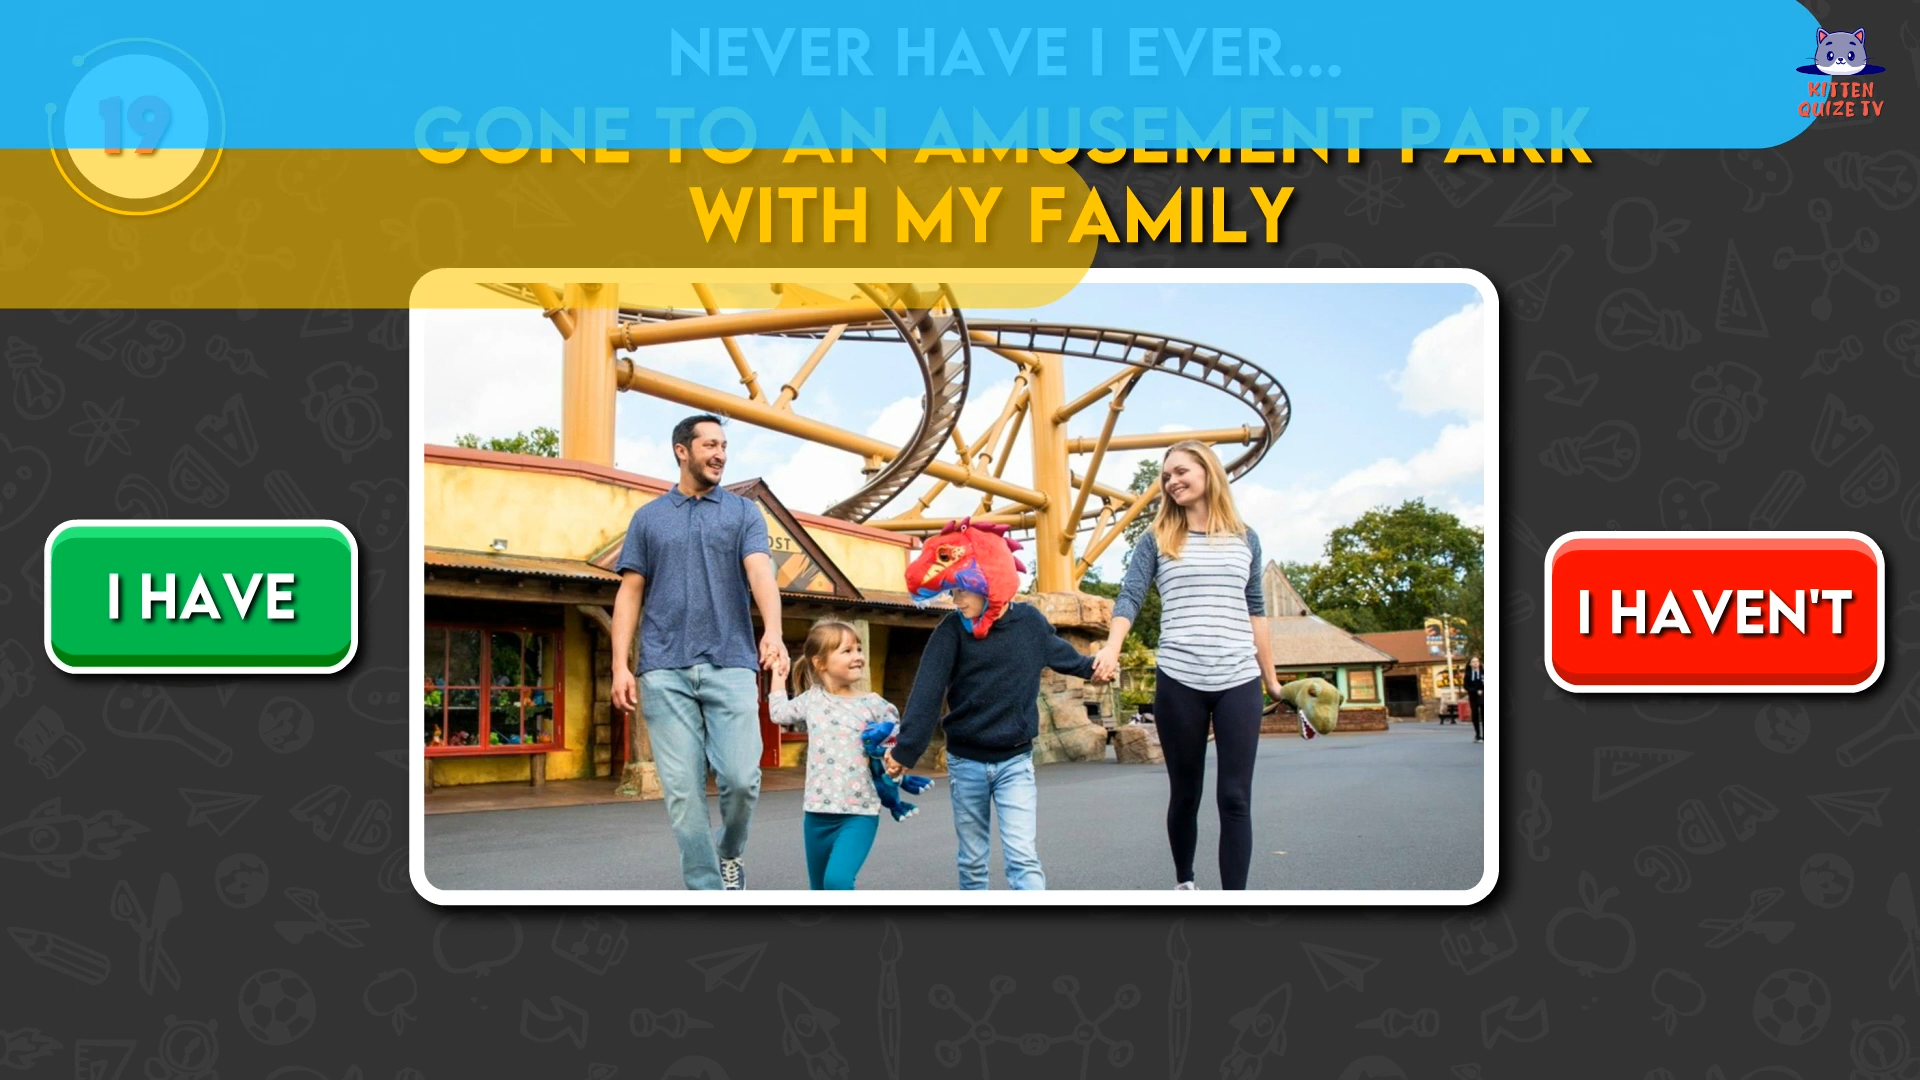 NEVER HAVE I EVER...
19
GONE TO AN AMUSEMENT PARK
WITH MY FAMILY
KITTEN
QUIZE TV
I HAVE
I HAVEN'T